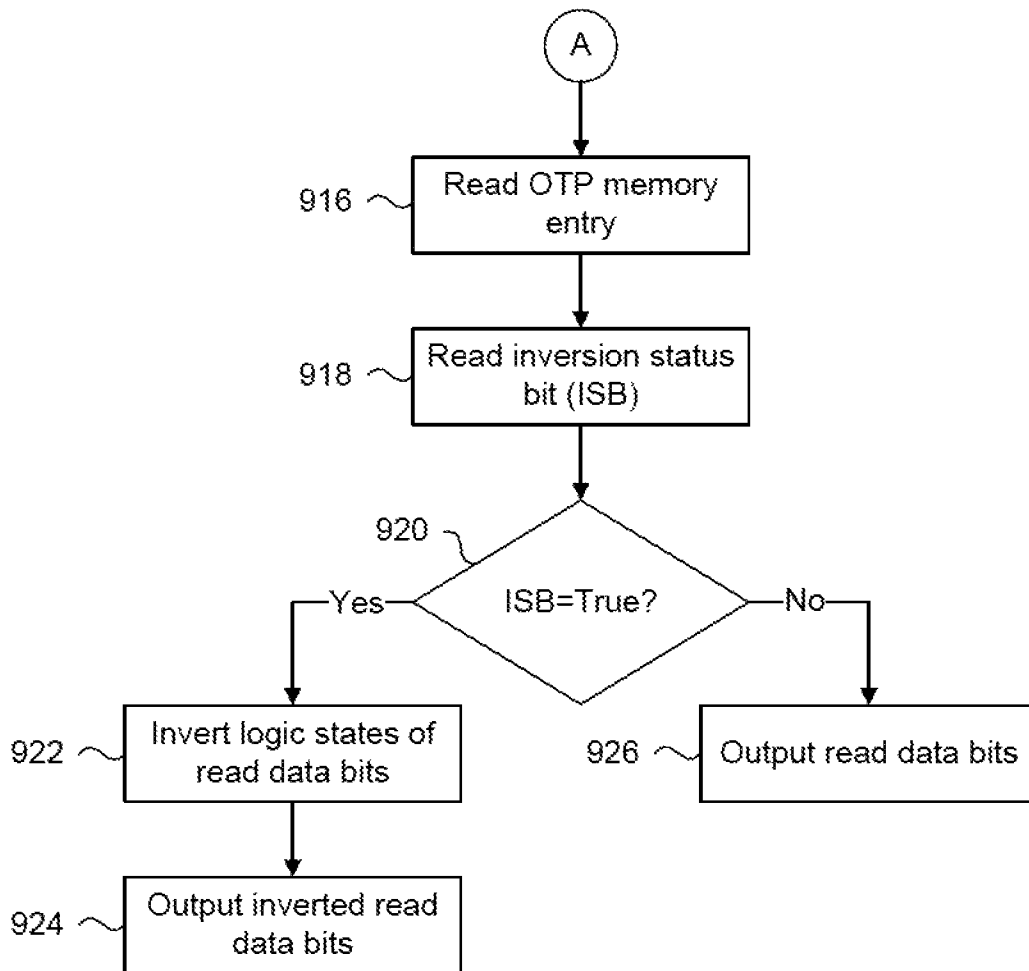 A
916
Read OTP memory
entry
918
Read inversion status
bit (ISB)
920
ISB=True?
Yes
No
922
Invert logic states of
read data bits
926
Output read data bits
924
Output inverted read
data bits